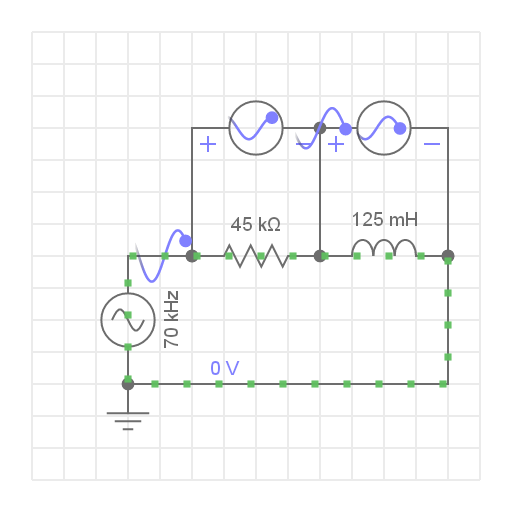 + − + −
45 kΩ
125 mH
70 kHz
0 V